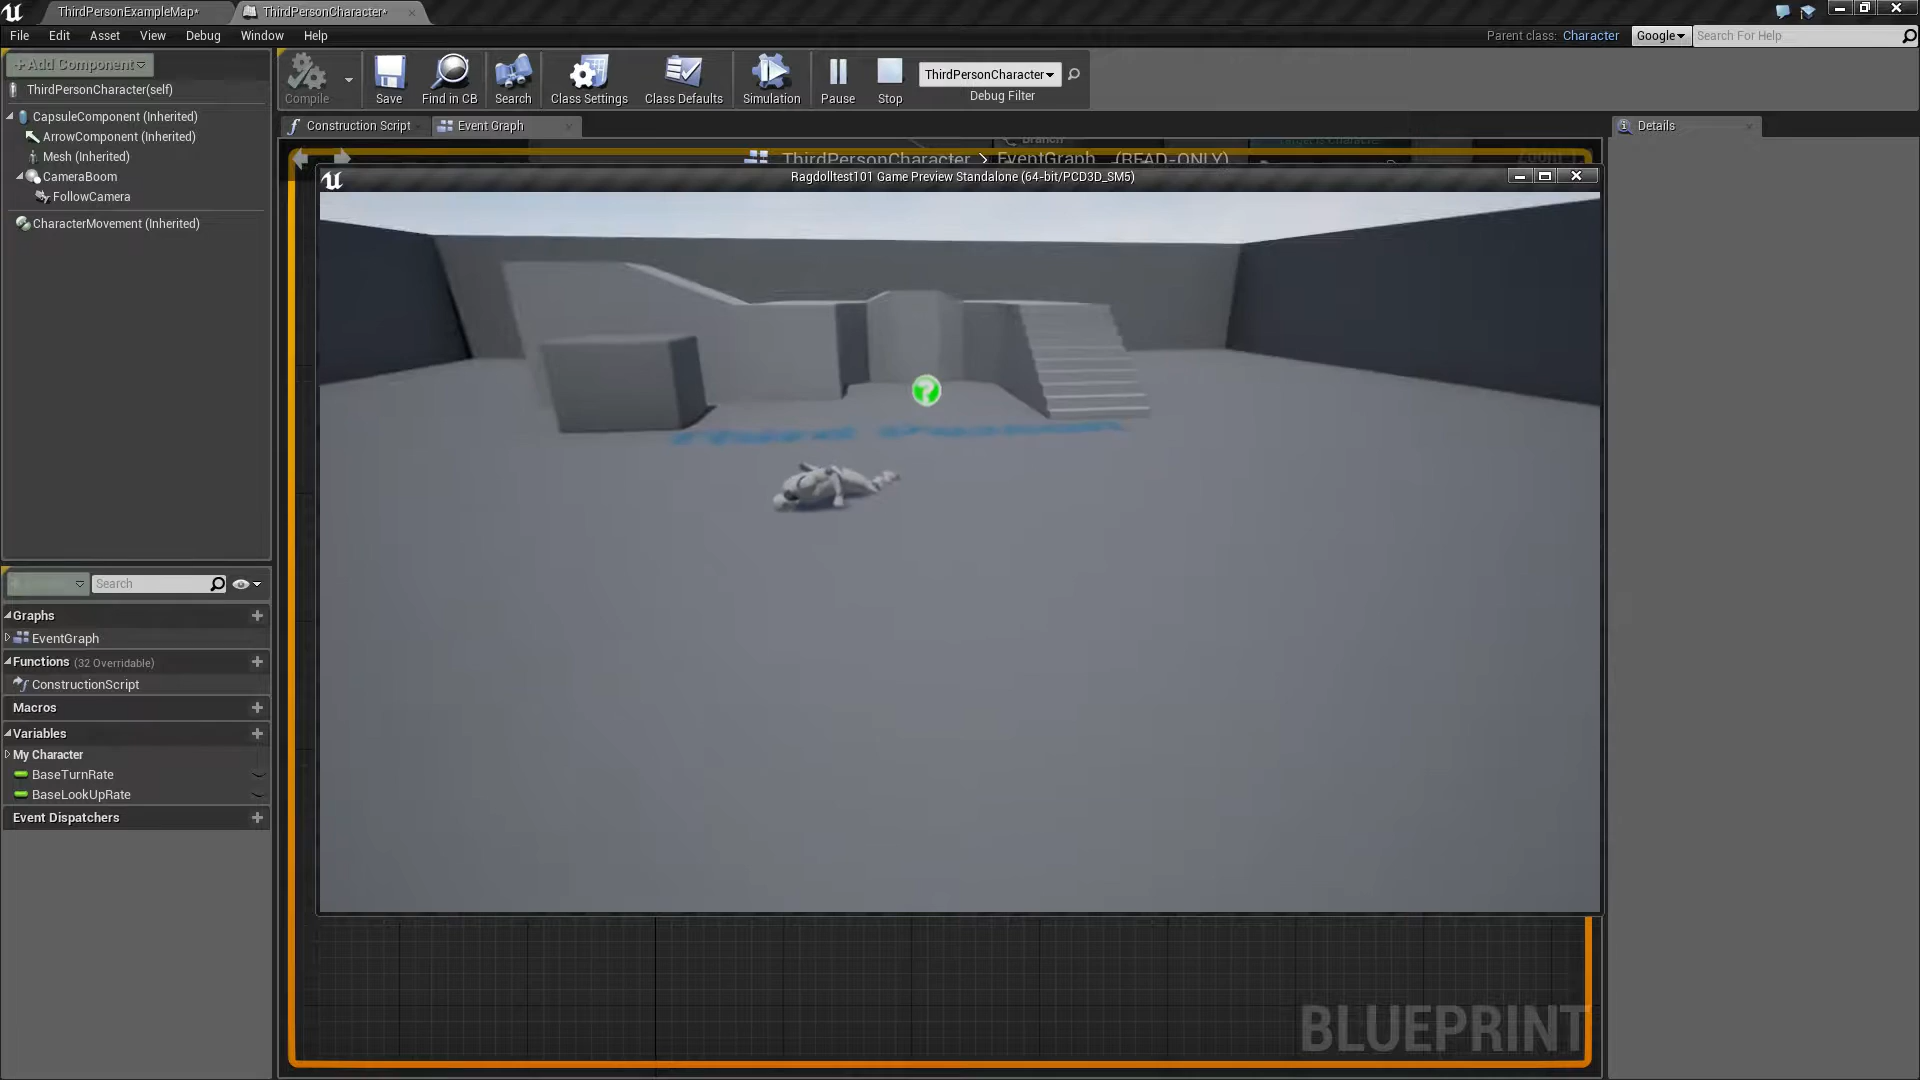 ThirdPersonExampleMap*
ThirdPersonCharacter*
File Edit Asset View Debug Window Help
Parent class: Character
Google
Search For Help
+Add Component
ThirdPersonCharacter(self)
CapsuleComponent (Inherited)
ArrowComponent (Inherited)
Mesh (Inherited)
CameraBoom
FollowCamera
CharacterMovement (Inherited)
Compile
Save
Find in CB
Search
Class Settings
Class Defaults
Simulation
Pause
Stop
ThirdPersonCharacter
Debug Filter
Construction Script
Event Graph
Details
Branch
ThirdPersonCharacter > EventGraph (READ-ONLY)
Ragdolltest101 Game Preview Standalone (64-bit/PCD3D_SM5)
Search
Graphs
EventGraph
Functions (32 Overridable)
ConstructionScript
Macros
Variables
My Character
BaseTurnRate
BaseLookUpRate
Event Dispatchers
BLUEPRINT